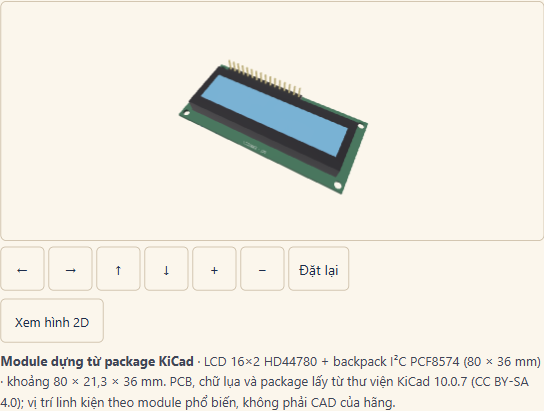 ← → ↑ ↓ + − Đặt lại
Xem hình 2D
Module dựng từ package KiCad · LCD 16×2 HD44780 + backpack I²C PCF8574 (80 × 36 mm)
· khoảng 80 × 21,3 × 36 mm. PCB, chữ lụa và package lấy từ thư viện KiCad 10.0.7 (CC BY-SA
4.0); vị trí linh kiện theo module phổ biến, không phải CAD của hãng.